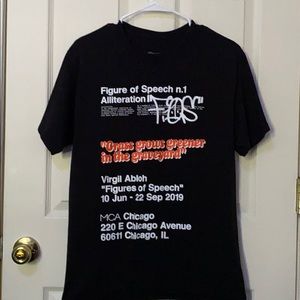 Figure of Speech n.1
Alliteration
"FIGS"
"Grass grows greener
in the graveyard"
Virgil Abloh
"Figures of Speech"
10 Jun - 22 Sep 2019
MCA Chicago
220 E Chicago Avenue
60611 Chicago, IL